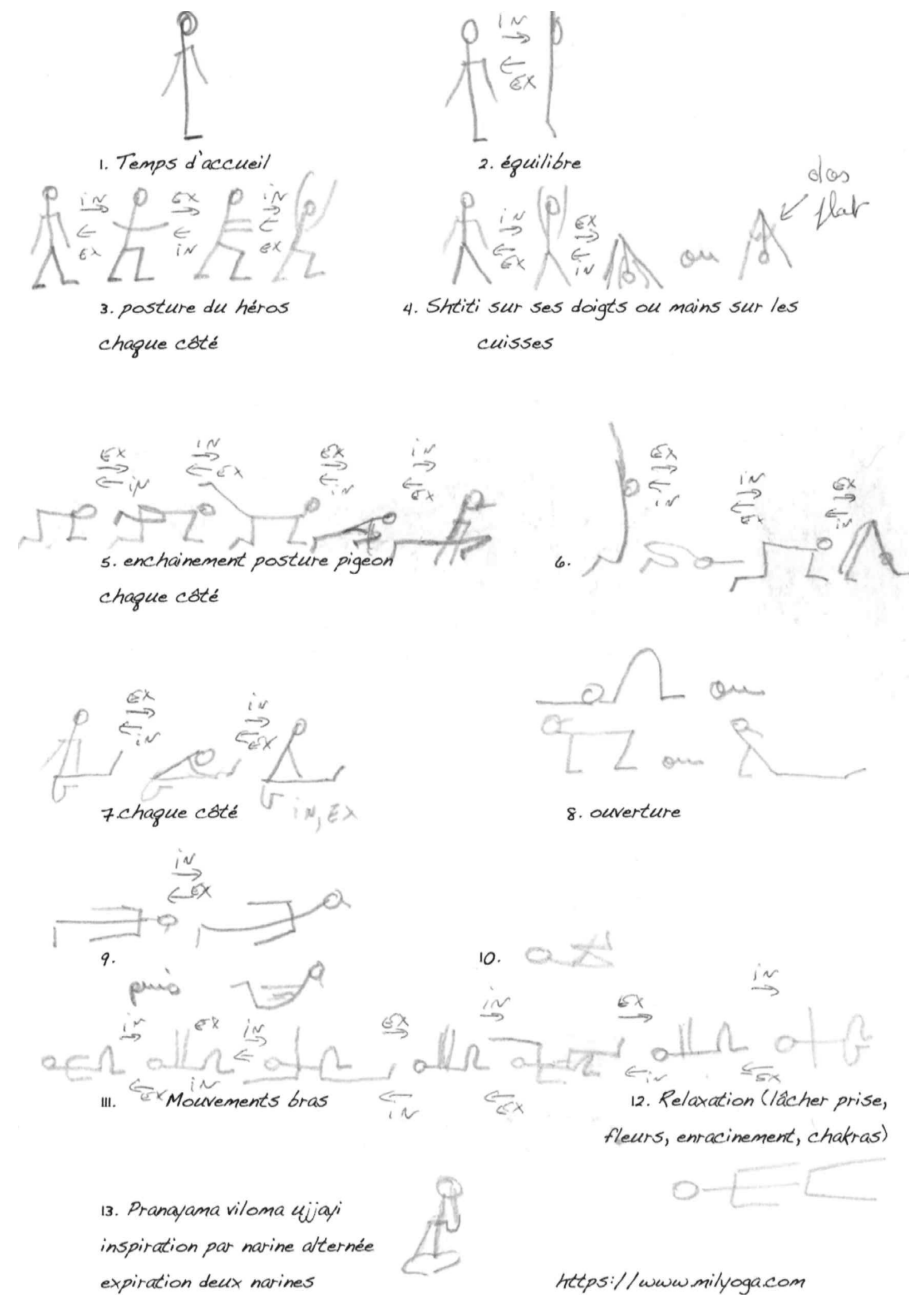 IN
EX
1. Temps d'accueil
2. équilibre
IN EX IN
EX IN EX
IN EX
EX IN
ou
dos
flat
3. posture du héros
chaque côté
4. Shtiti sur ses doigts ou mains sur les
cuisses
EX IN EX IN
IN EX IN EX
5. enchainement posture pigeon
chaque côté
EX IN EX
IN EX IN
6.
EX IN
IN EX
IN, EX
7.chaque côté
ou
ou
8. ouverture
IN
EX
9.
puis
10.
IN EX IN EX IN EX IN
EX IN IN EX IN EX
111. Mouvements bras
12. Relaxation (lâcher prise,
fleurs, enracinement, chakras)
13. Pranayama viloma ujjayi
inspiration par narine alternée
expiration deux narines
https://www.milyoga.com